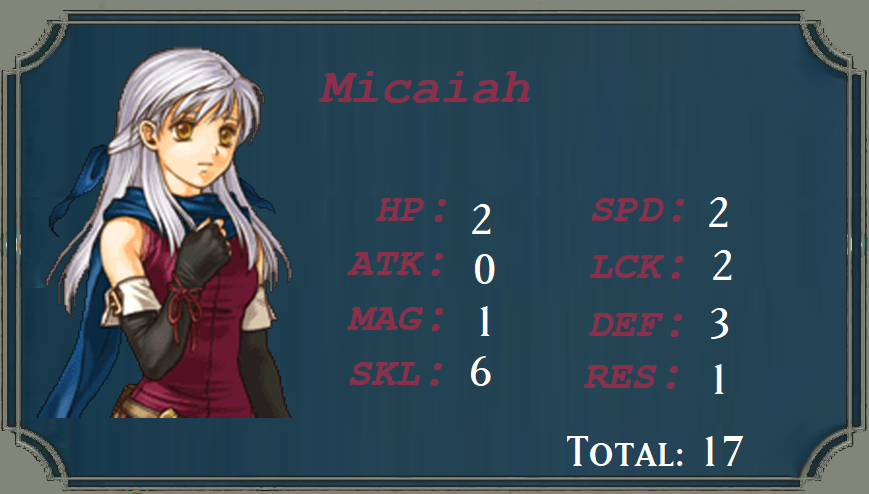 Micaiah
HP: 2 SPD: 2
ATK: 0 LCK: 2
MAG: 1 DEF: 3
SKL: 6 RES: 1
TOTAL: 17